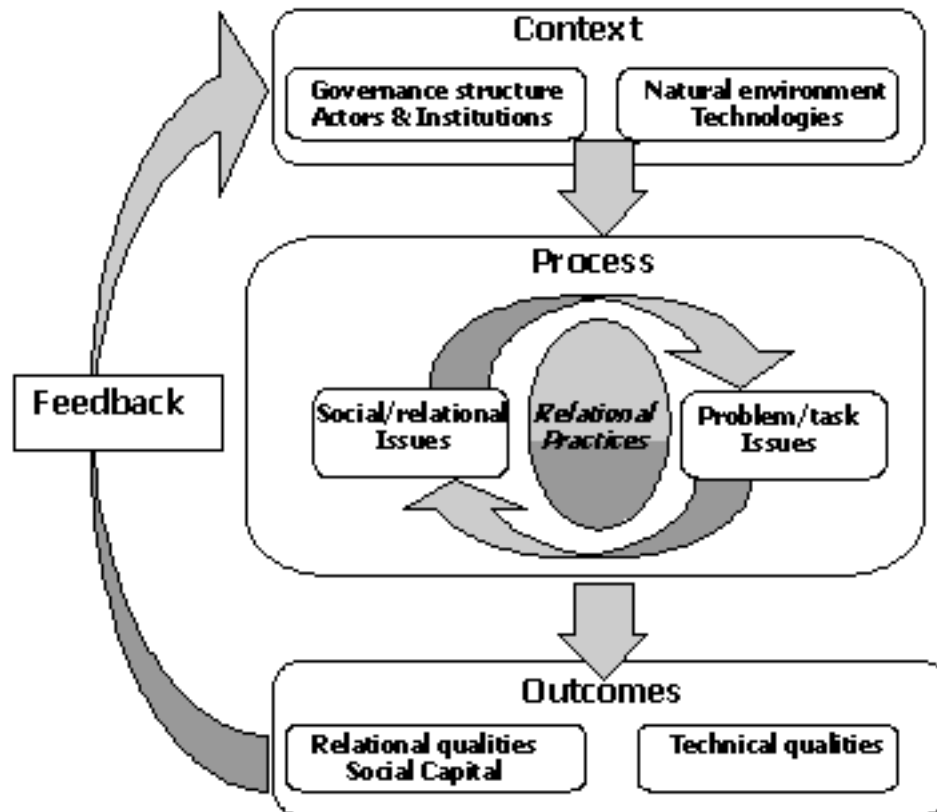 Context
Governance structure
Actors & Institutions
Natural environment
Technologies
Process
Feedback
Social/relational
Issues
Relational
Practices
Problem/task
Issues
Outcomes
Relational qualities
Social Capital
Technical qualities